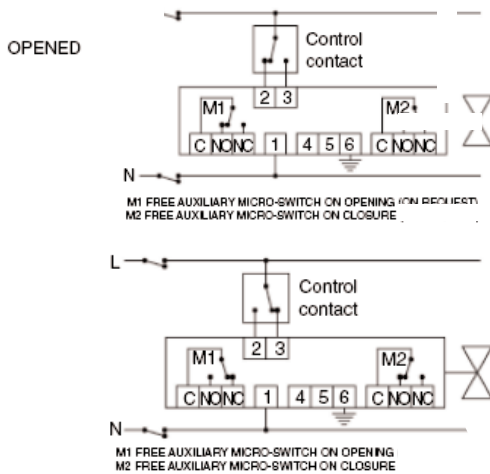 OPENED
Control
contact
2 3
M1
M2
C NO NC 1 4 5 6 C NO NC
N
M1 FREE AUXILIARY MICRO-SWITCH ON OPENING (ON REQUEST)
M2 FREE AUXILIARY MICRO-SWITCH ON CLOSURE
L
Control
contact
2 3
M1
M2
C NO NC 1 4 5 6 C NO NC
N
M1 FREE AUXILIARY MICRO-SWITCH ON OPENING
M2 FREE AUXILIARY MICRO-SWITCH ON CLOSURE